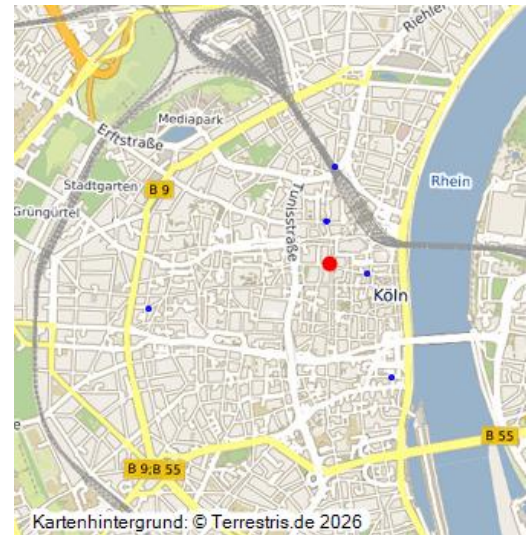 Riehler
Mediapark
Erftstraße
Rhein
Stadtgarten
B 9
Tunisstraße
Grüngürtel
Köln
B 55
B 9;B 55
Kartenhintergrund: © Terrestris.de 2026